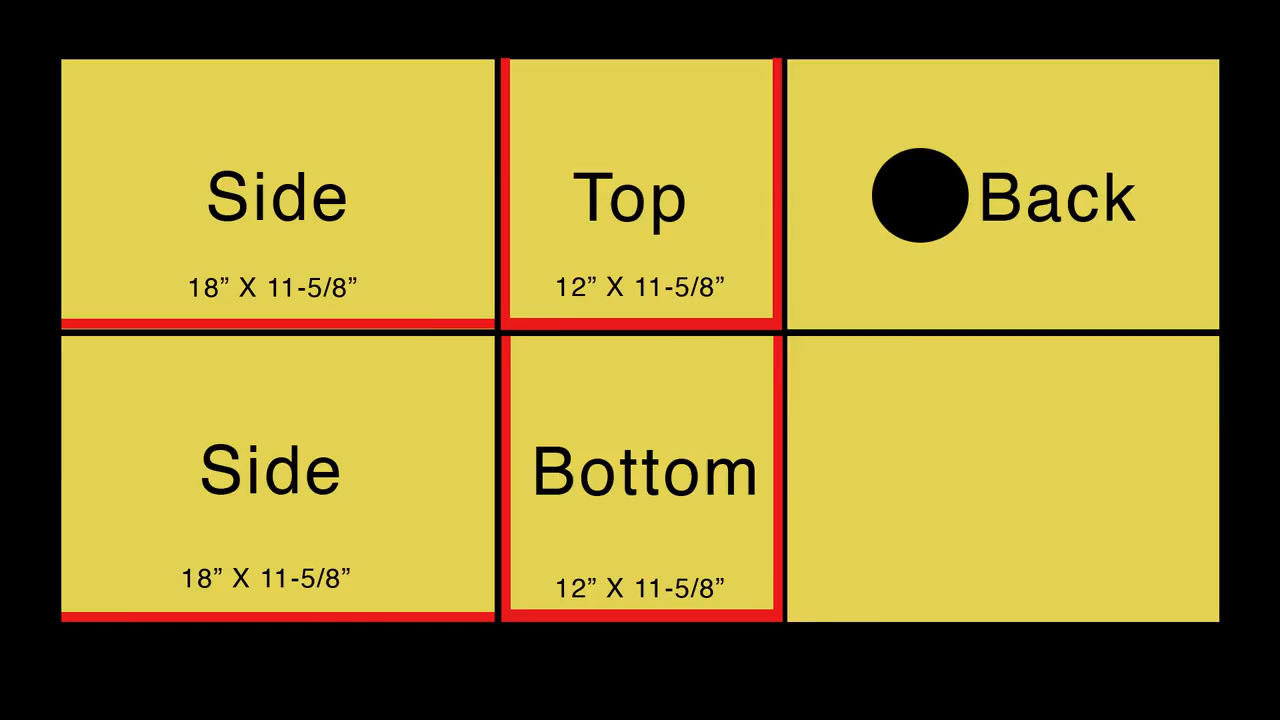 Side
Top
Back
18” X 11-5/8”
12” X 11-5/8”
Side
Bottom
18” X 11-5/8”
12” X 11-5/8”